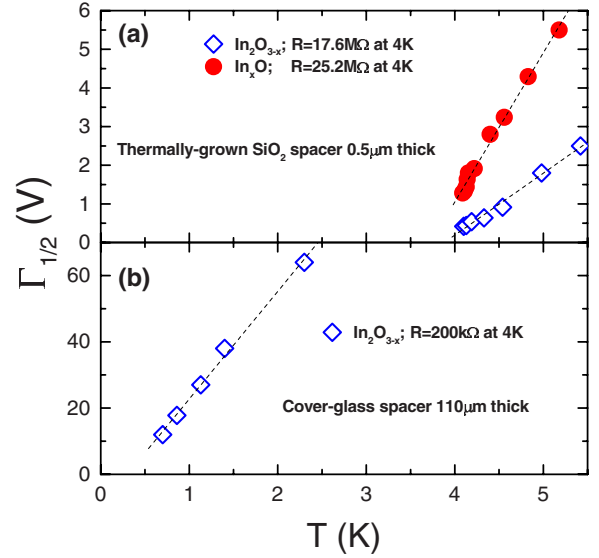 (a)
In₂O₃₋ₓ; R=17.6MΩ at 4K
InₓO; R=25.2MΩ at 4K
Thermally-grown SiO₂ spacer 0.5μm thick
6
5
4
3
2
1
0
Γ1/2 (V)
(b)
In₂O₃₋ₓ; R=200kΩ at 4K
Cover-glass spacer 110μm thick
60
40
20
0
0 1 2 3 4 5
T (K)